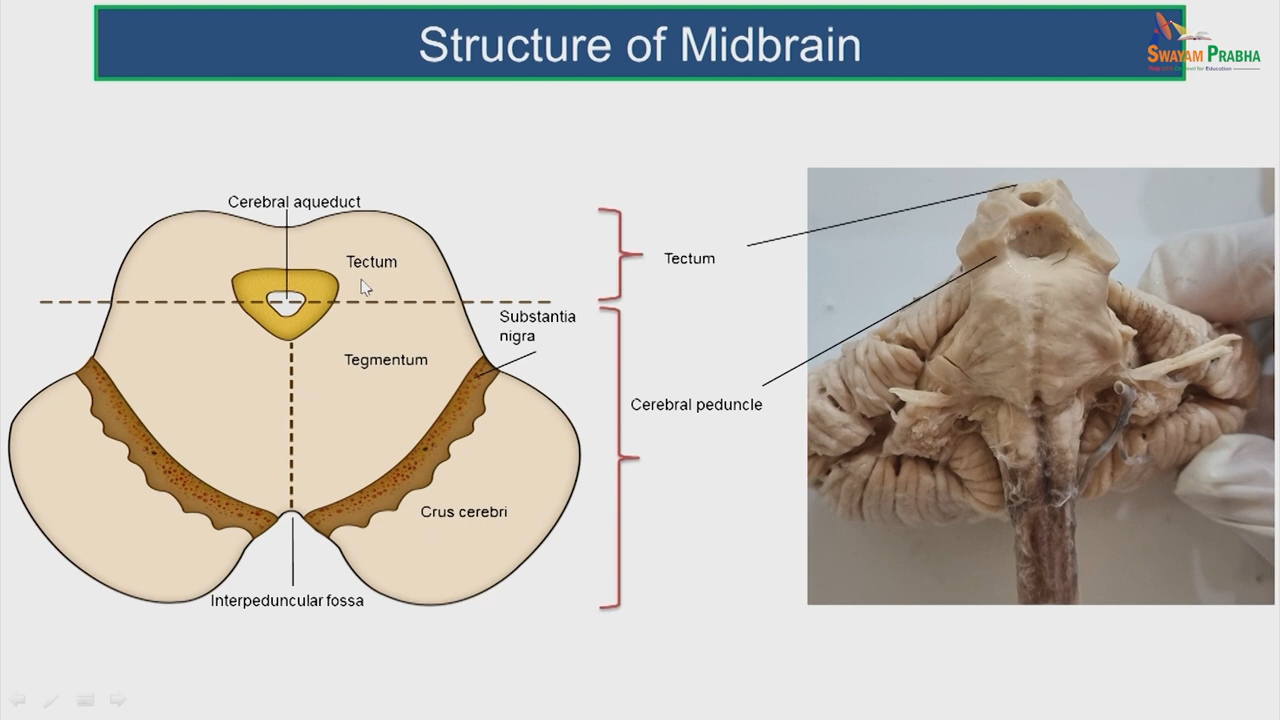 Structure of Midbrain
SWAYAM PRABHA
Cerebral aqueduct
Tectum
Substantia
nigra
Tegmentum
Crus cerebri
Interpeduncular fossa
Tectum
Cerebral peduncle